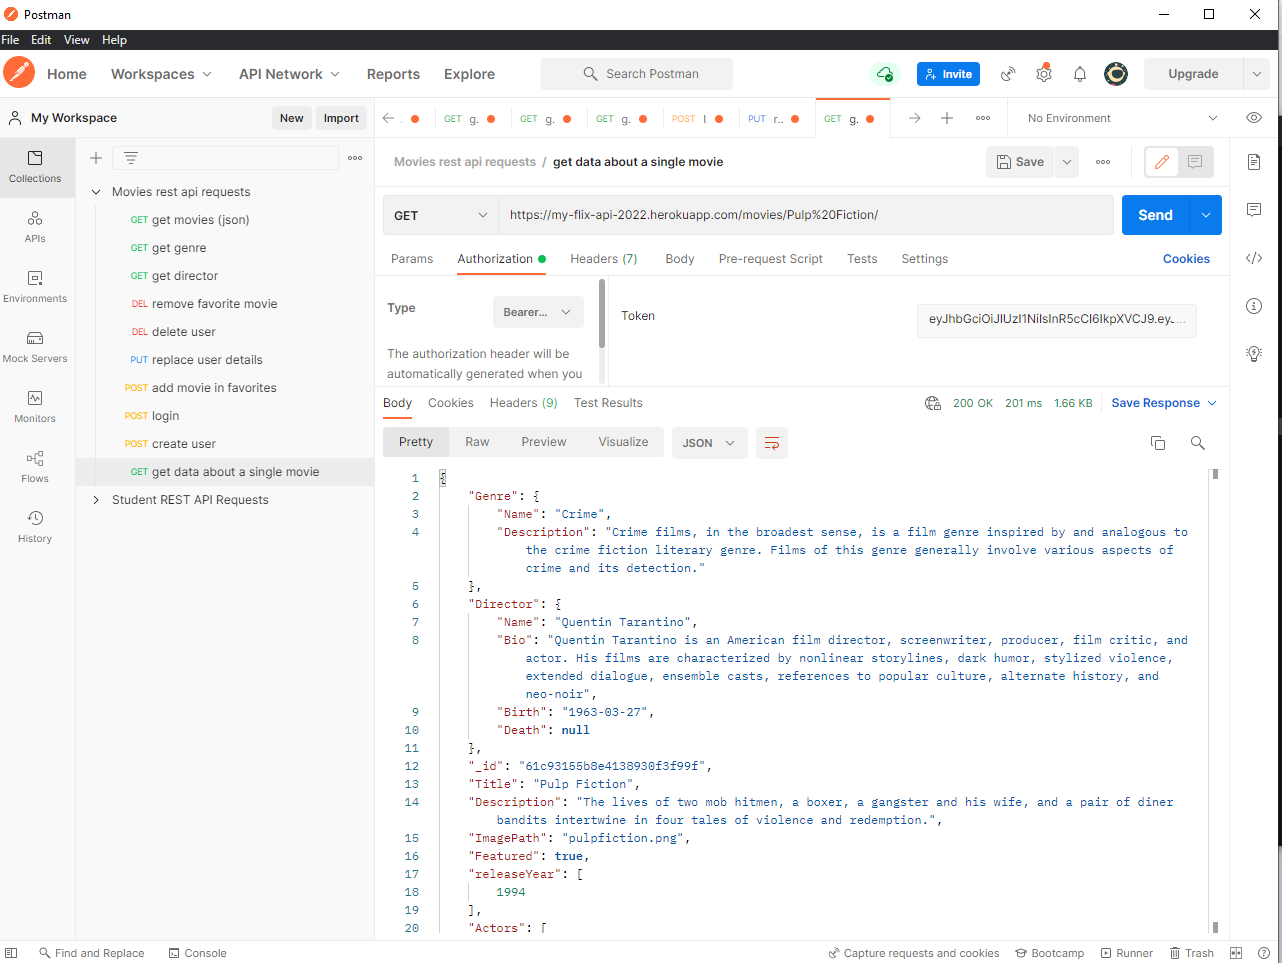 Postman
File Edit View Help
Home Workspaces API Network Reports Explore Search Postman Invite Upgrade
My Workspace New Import
GET g. GET g. GET g. POST l PUT r.. GET g. No Environment
Collections
APIs
Environments
Mock Servers
Monitors
Flows
History
Movies rest api requests
GET get movies (json)
GET get genre
GET get director
DEL remove favorite movie
DEL delete user
PUT replace user details
POST add movie in favorites
POST login
POST create user
GET get data about a single movie
Student REST API Requests
Movies rest api requests / get data about a single movie Save
GET https://my-flix-api-2022.herokuapp.com/movies/Pulp%20Fiction/ Send
Params Authorization Headers (7) Body Pre-request Script Tests Settings Cookies
Type Bearer... Token eyJhbGciOiJIUzI1NiIsInR5cCI6IkpXVCJ9.eyJ...
The authorization header will be
automatically generated when you
Body Cookies Headers (9) Test Results 200 OK 201 ms 1.66 KB Save Response
Pretty Raw Preview Visualize JSON
1 {
2 "Genre": {
3 "Name": "Crime",
4 "Description": "Crime films, in the broadest sense, is a film genre inspired by and analogous to
the crime fiction literary genre. Films of this genre generally involve various aspects of
crime and its detection."
5 },
6 "Director": {
7 "Name": "Quentin Tarantino",
8 "Bio": "Quentin Tarantino is an American film director, screenwriter, producer, film critic, and
actor. His films are characterized by nonlinear storylines, dark humor, stylized violence,
extended dialogue, ensemble casts, references to popular culture, alternate history, and
neo-noir",
9 "Birth": "1963-03-27",
10 "Death": null
11 },
12 "_id": "61c93155b8e4138930f3f99f",
13 "Title": "Pulp Fiction",
14 "Description": "The lives of two mob hitmen, a boxer, a gangster and his wife, and a pair of diner
bandits intertwine in four tales of violence and redemption.",
15 "ImagePath": "pulpfiction.png",
16 "Featured": true,
17 "releaseYear": [
18 1994
19 ],
20 "Actors": [
Find and Replace Console Capture requests and cookies Bootcamp Runner Trash